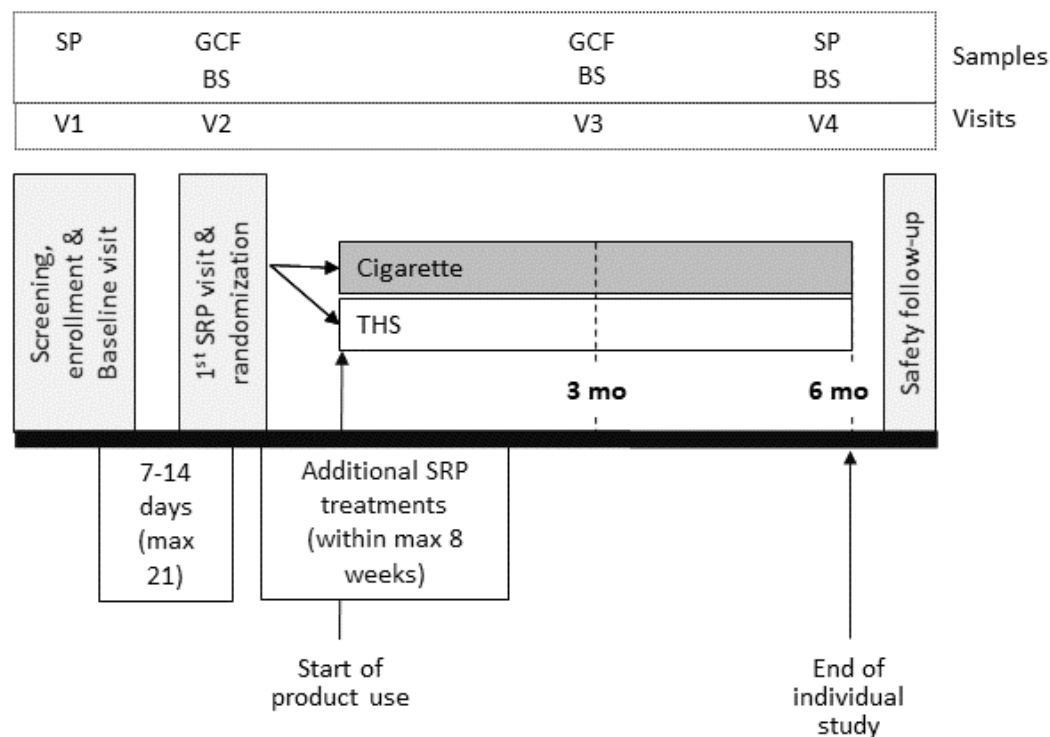 SP GCF GCF SP
BS BS BS
Samples
V1 V2 V3 V4 Visits
Screening,
enrollment &
Baseline visit
1st SRP visit &
randomization
Cigarette
THS
3 mo 6 mo
Safety follow-up
7-14
days
(max
21)
Additional SRP
treatments
(within max 8
weeks)
Start of
product use
End of
individual
study